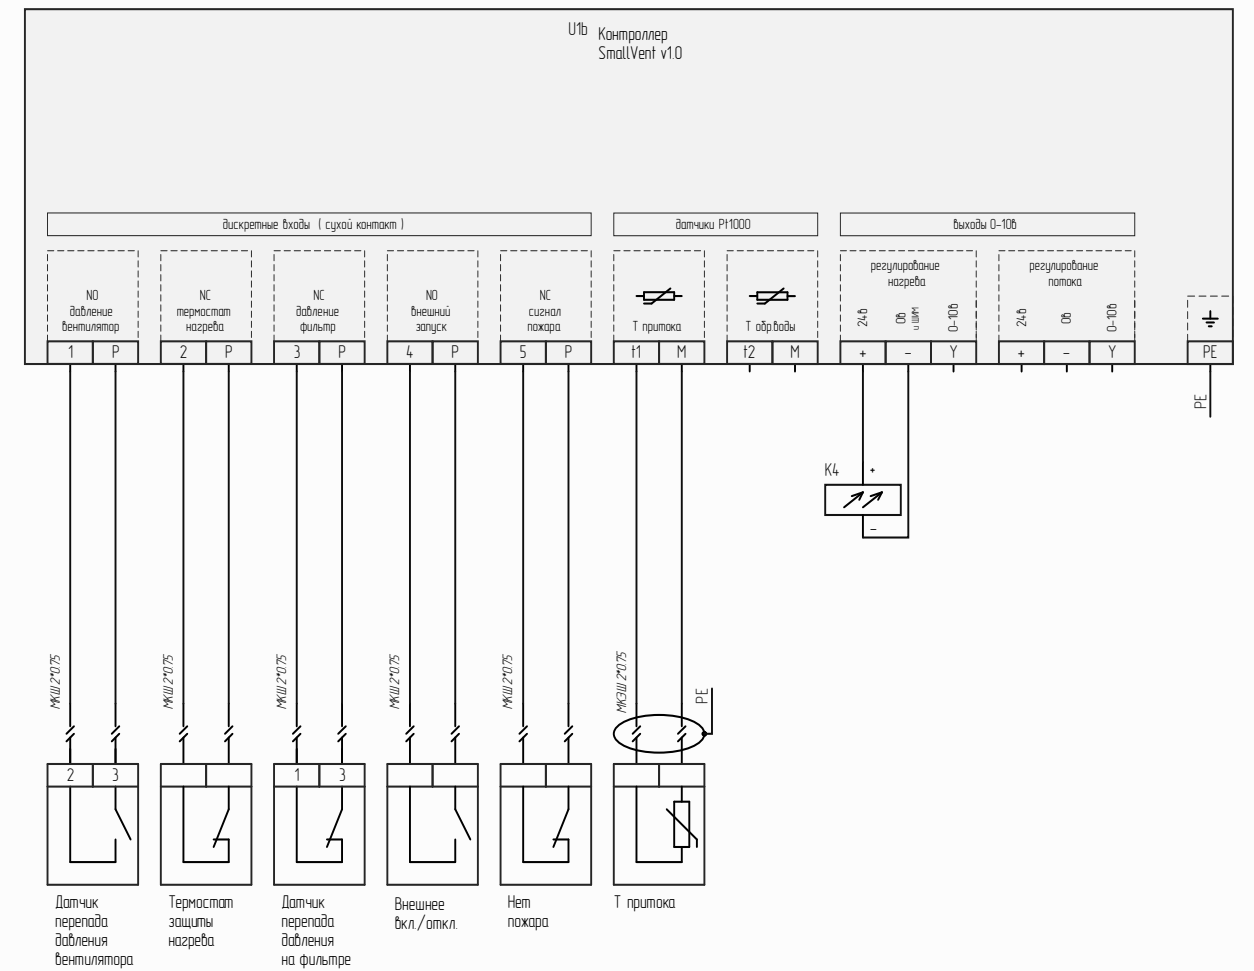 U1b
Контроллер
SmallVent v1.0
дискретные входы ( сухой контакт )
датчики Pt1000
выходы 0-10в
NO
давление
вентилятор
NC
термостат
нагрева
NC
давление
фильтр
NO
внешний
запуск
NC
сигнал
пожара
Т притока
Т обр.воды
регулирование
нагрева
24в
0в
и ШИМ
0-10в
регулирование
потока
24в
0в
0-10в
1 P 2 P 3 P 4 P 5 P t1 M t2 M + - Y + - Y PE
PE
K4
+
-
МКШ 2*0.75
МКШ 2*0.75
МКШ 2*0.75
МКШ 2*0.75
МКШ 2*0.75
МКЭШ 2*0.75
PE
2 3
1 3
Датчик
перепада
давления
вентилятора
Термостат
защиты
нагрева
Датчик
перепада
давления
на фильтре
Внешнее
вкл./откл.
Нет
пожара
Т притока